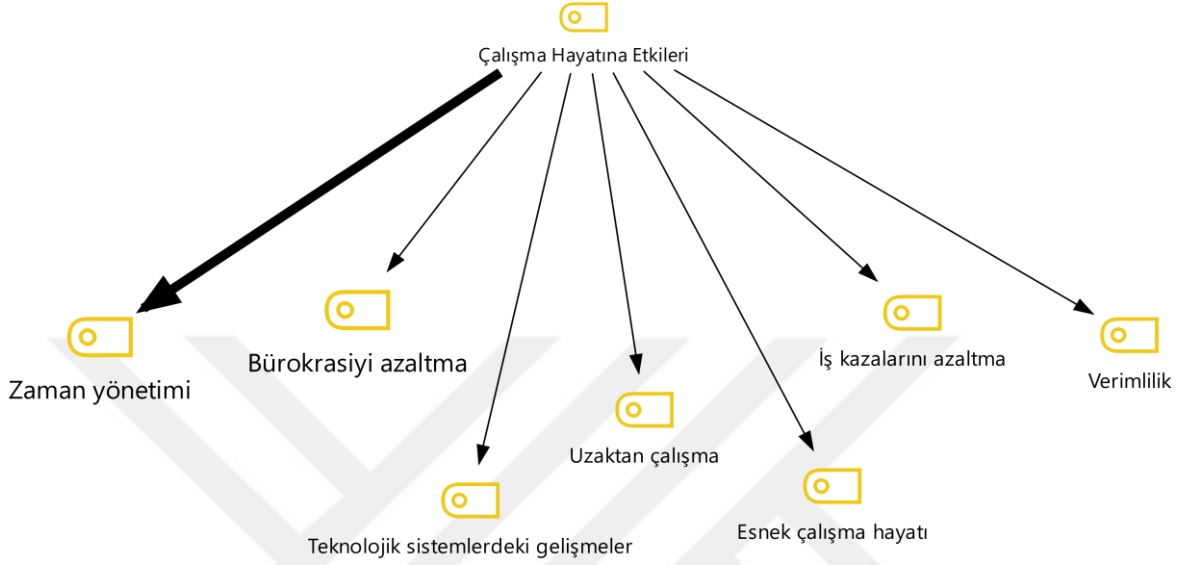 Çalışma Hayatına Etkileri
Zaman yönetimi
Bürokrasiyi azaltma
Teknolojik sistemlerdeki gelişmeler
Uzaktan çalışma
Esnek çalışma hayatı
İş kazalarını azaltma
Verimlilik